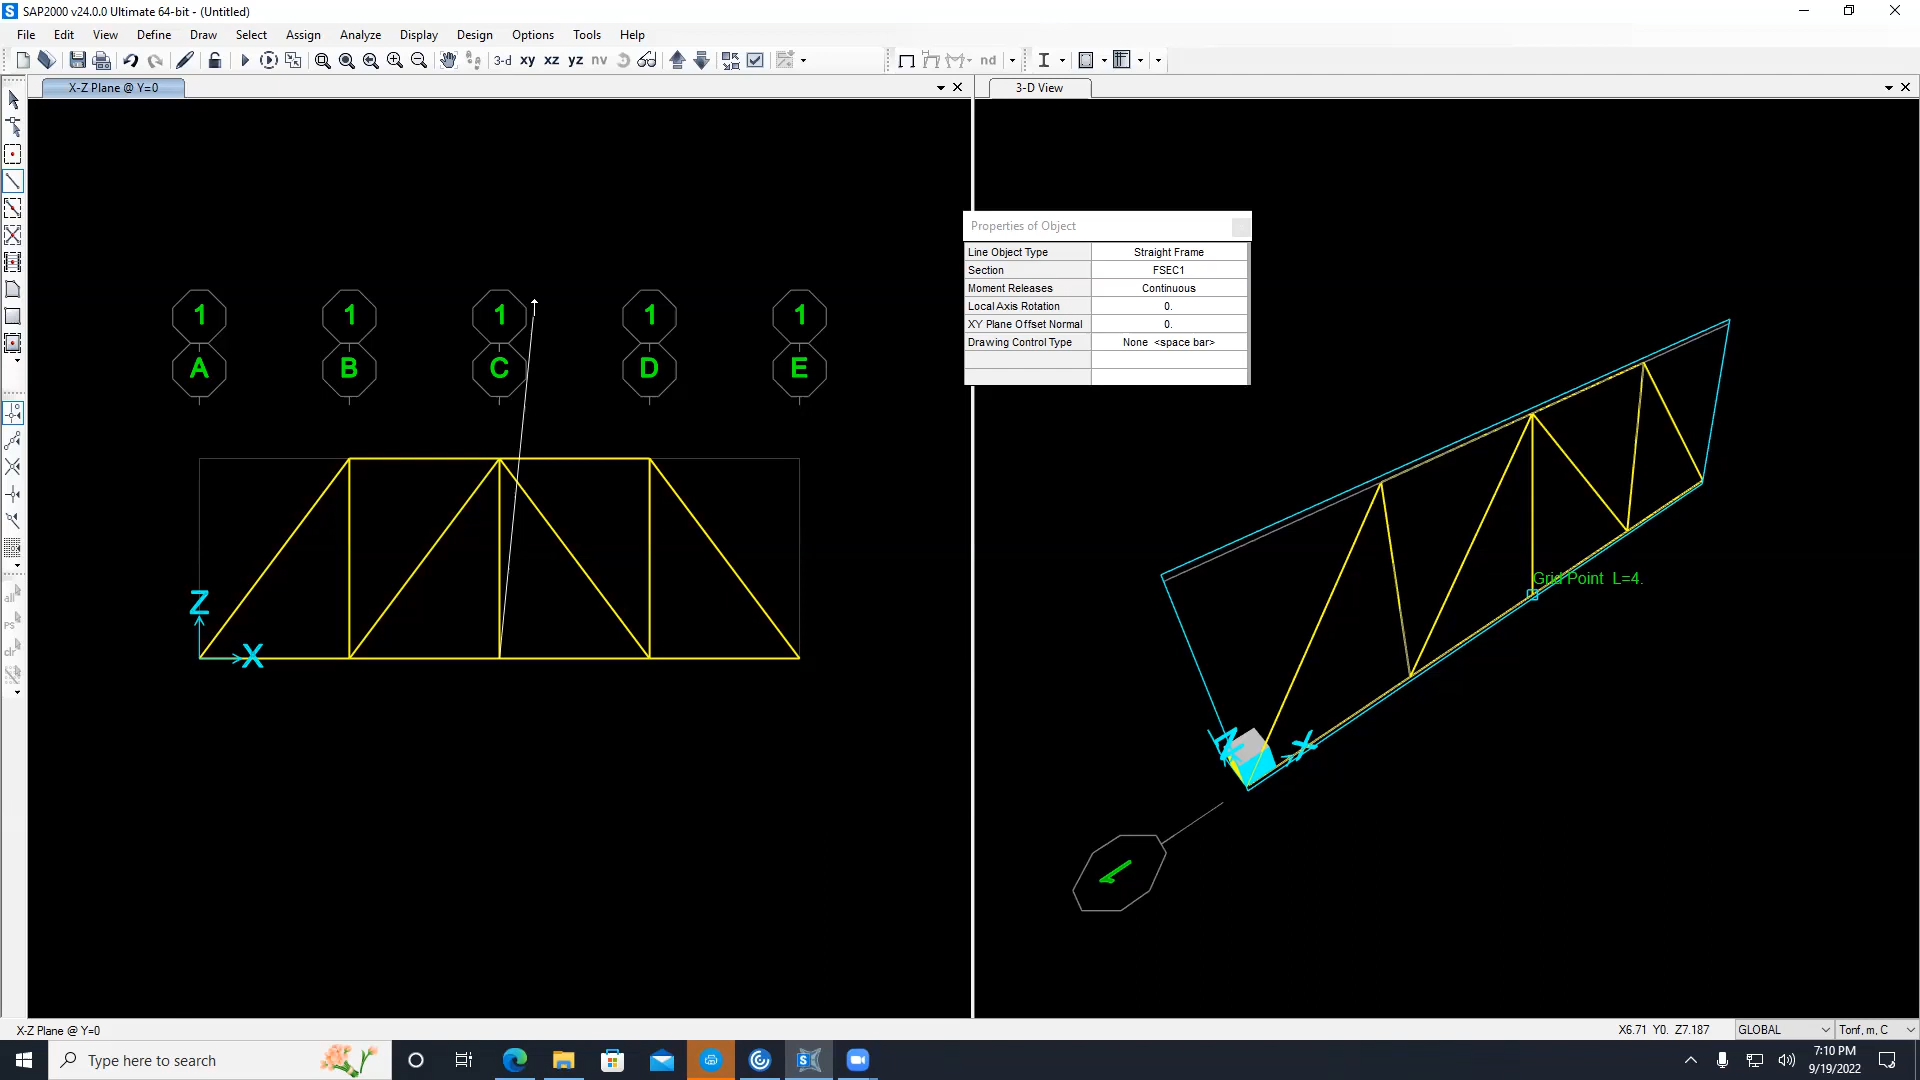 SAP2000 v24.0.0 Ultimate 64-bit - (Untitled)
File Edit View Define Draw Select Assign Analyze Display Design Options Tools Help
3-d xy xz yz nv nd
X-Z Plane @ Y=0
3-D View
Properties of Object
Line Object Type Straight Frame
Section FSEC1
Moment Releases Continuous
Local Axis Rotation 0.
XY Plane Offset Normal 0.
Drawing Control Type None <space bar>
1 1 1 1 1
A B C D E
Z
X
Grid Point L=4.
Z
X
1
all
ps
clr
X-Z Plane @ Y=0
X6.71 Y0. Z7.187
GLOBAL
Tonf, m, C
Type here to search
7:10 PM
9/19/2022